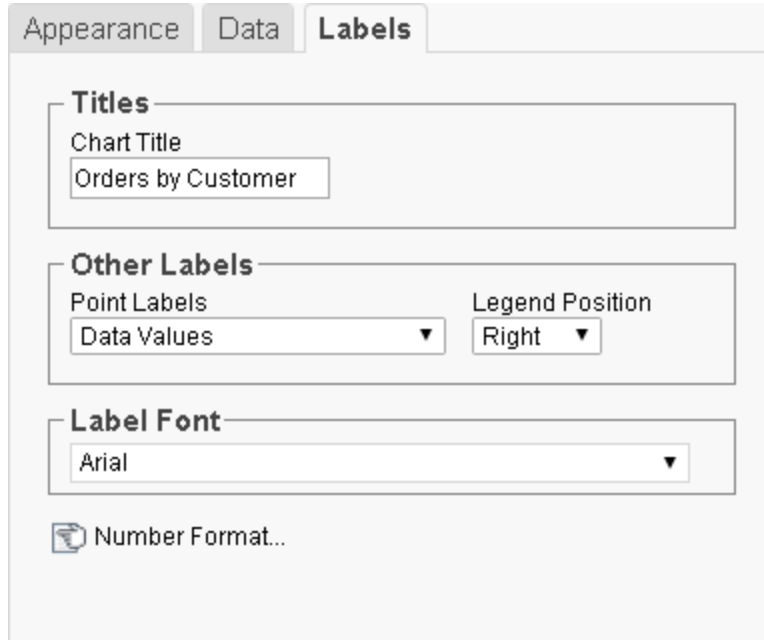 Appearance Data Labels
Titles
Chart Title
Orders by Customer
Other Labels
Point Labels Legend Position
Data Values Right
Label Font
Arial
Number Format...